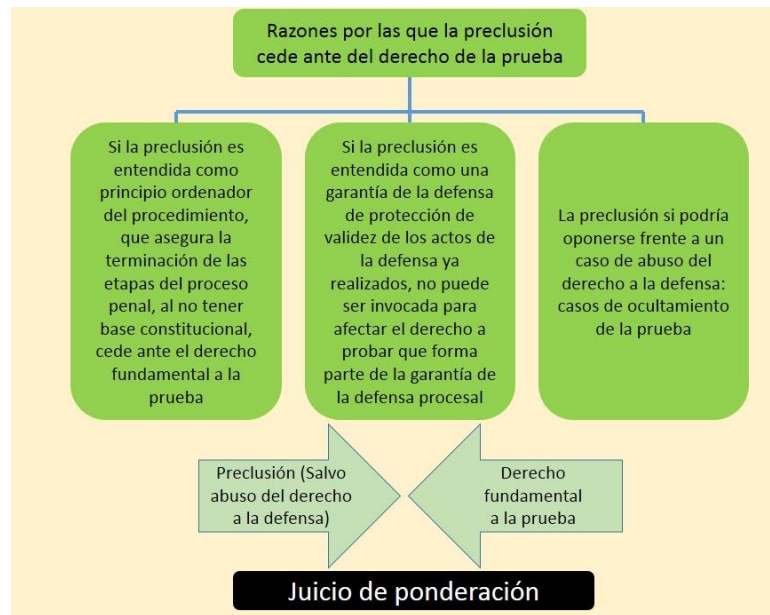 Razones por las que la preclusión
cede ante del derecho de la prueba
Si la preclusión es
entendida como
principio ordenador
del procedimiento,
que asegura la
terminación de las
etapas del proceso
penal, al no tener
base constitucional,
cede ante el derecho
fundamental a la
prueba
Si la preclusión es
entendida como una
garantía de la defensa
de protección de
validez de los actos de
la defensa ya
realizados, no puede
ser invocada para
afectar el derecho a
probar que forma
parte de la garantía de
la defensa procesal
La preclusión si podría
oponerse frente a un
caso de abuso del
derecho a la defensa:
casos de ocultamiento
de la prueba
Preclusión (Salvo
abuso del derecho
a la defensa)
Derecho
fundamental
a la prueba
Juicio de ponderación